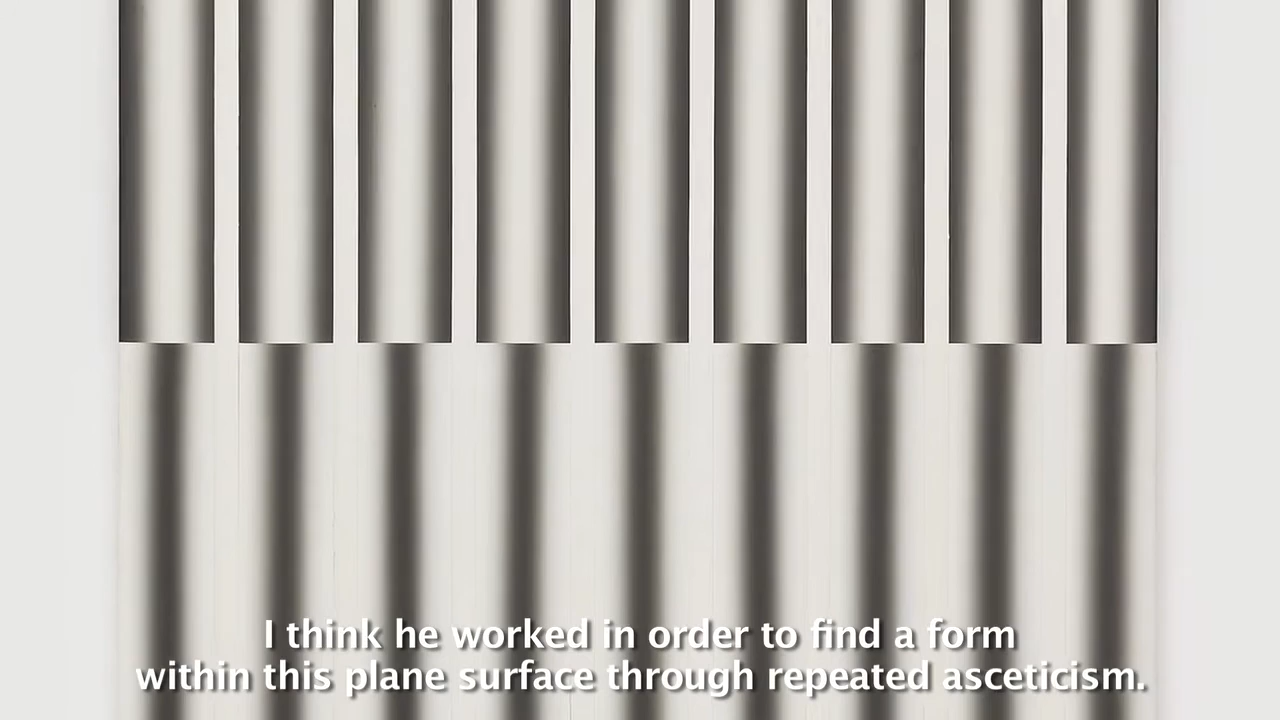 I think he worked in order to find a form
within this plane surface through repeated asceticism.